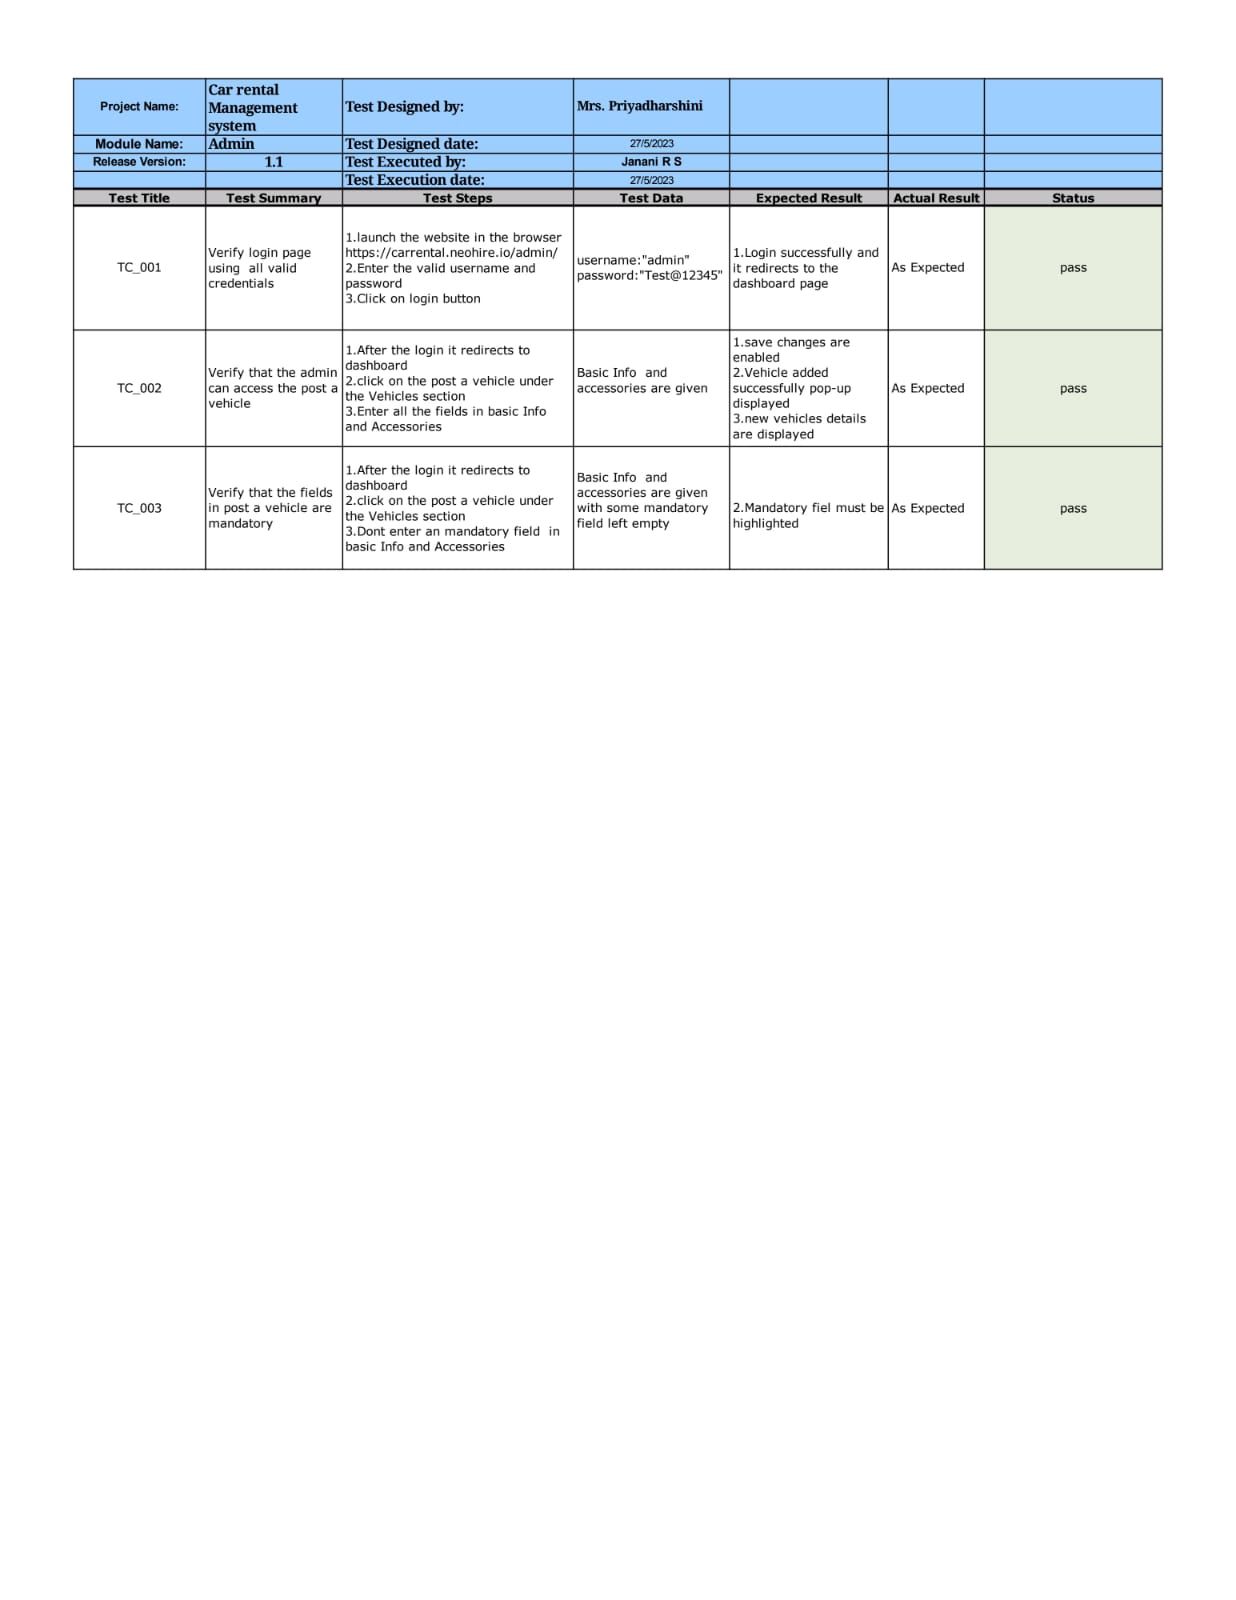 Project Name:
Car rental
Management
system
Test Designed by:
Mrs. Priyadharshini
Module Name:
Admin
Test Designed date:
27/5/2023
Release Version:
1.1
Test Executed by:
Janani R S
Test Execution date:
27/5/2023
Test Title
Test Summary
Test Steps
Test Data
Expected Result
Actual Result
Status
TC_001
Verify login page
using  all valid
credentials
1.launch the website in the browser
https://carrental.neohire.io/admin/
2.Enter the valid username and
password
3.Click on login button
username:"admin"
password:"Test@12345"
1.Login successfully and
it redirects to the
dashboard page
As Expected
pass
TC_002
Verify that the admin
can access the post a
vehicle
1.After the login it redirects to
dashboard
2.click on the post a vehicle under
the Vehicles section
3.Enter all the fields in basic Info
and Accessories
Basic Info  and
accessories are given
1.save changes are
enabled
2.Vehicle added
successfully pop-up
displayed
3.new vehicles details
are displayed
As Expected
pass
TC_003
Verify that the fields
in post a vehicle are
mandatory
1.After the login it redirects to
dashboard
2.click on the post a vehicle under
the Vehicles section
3.Dont enter an mandatory field  in
basic Info and Accessories
Basic Info  and
accessories are given
with some mandatory
field left empty
2.Mandatory fiel must be
highlighted
As Expected
pass